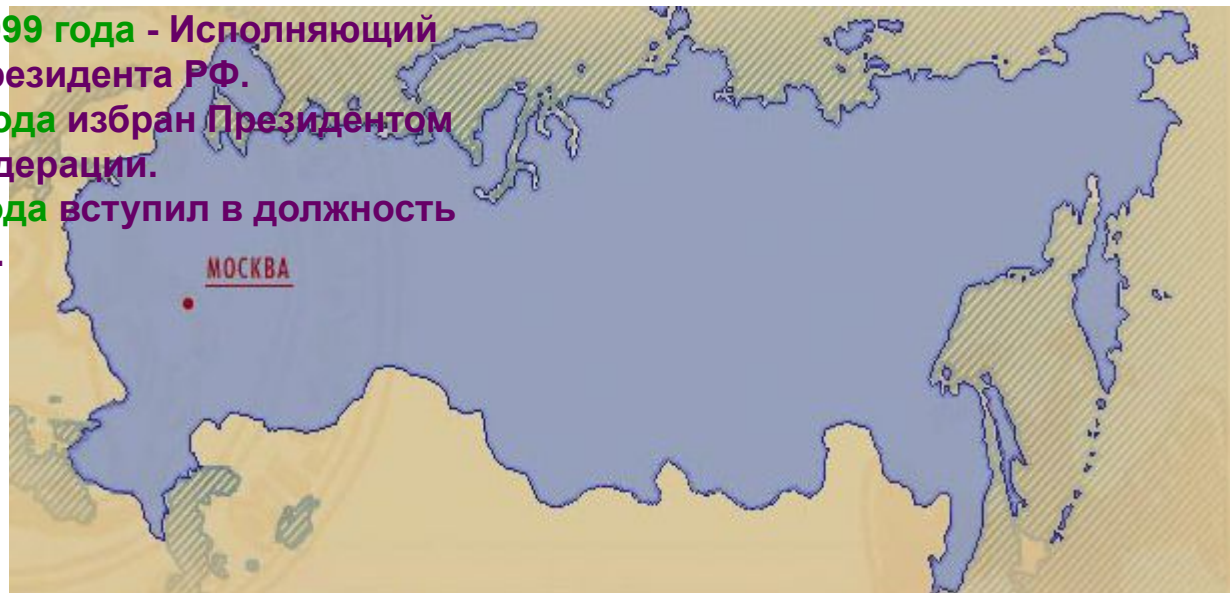 99 года - Исполняющий
резидента РФ.
ода избран Президентом
дерации.
ода вступил в должность
.
МОСКВА